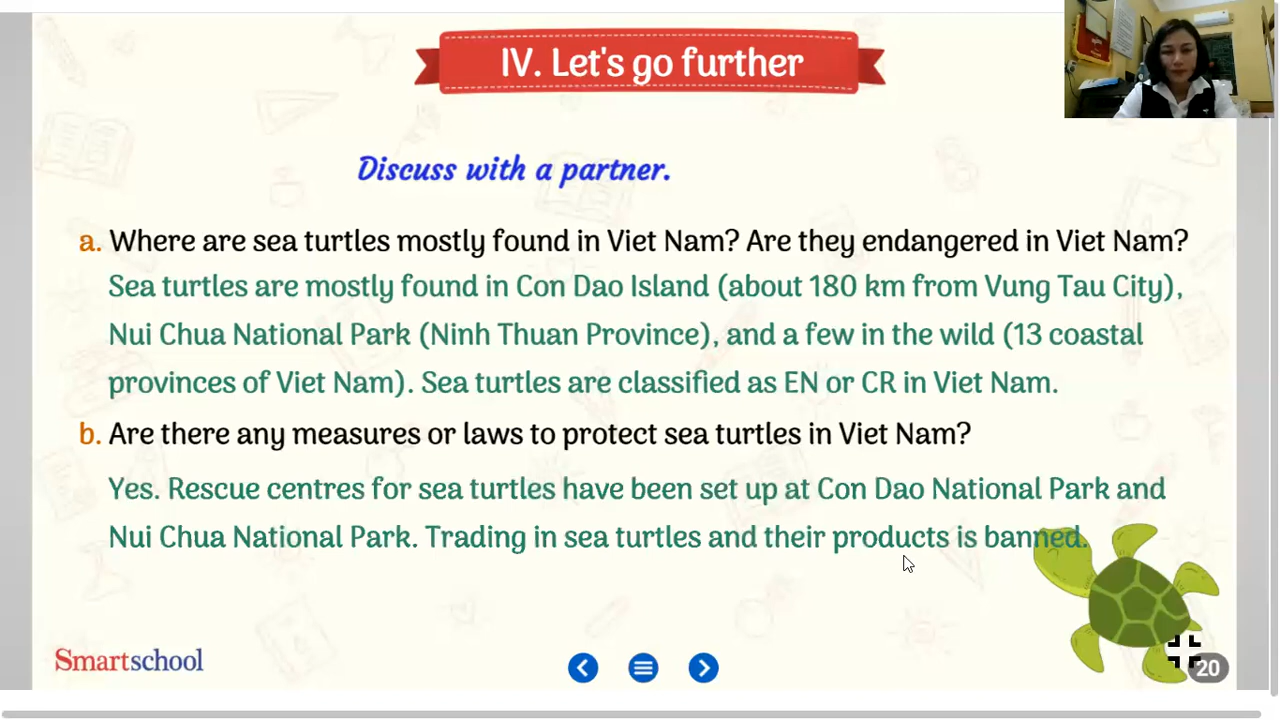 IV. Let's go further
Discuss with a partner.
a. Where are sea turtles mostly found in Viet Nam? Are they endangered in Viet Nam?
Sea turtles are mostly found in Con Dao Island (about 180 km from Vung Tau City),
Nui Chua National Park (Ninh Thuan Province), and a few in the wild (13 coastal
provinces of Viet Nam). Sea turtles are classified as EN or CR in Viet Nam.
b. Are there any measures or laws to protect sea turtles in Viet Nam?
Yes. Rescue centres for sea turtles have been set up at Con Dao National Park and
Nui Chua National Park. Trading in sea turtles and their products is banned.
Smartschool
20